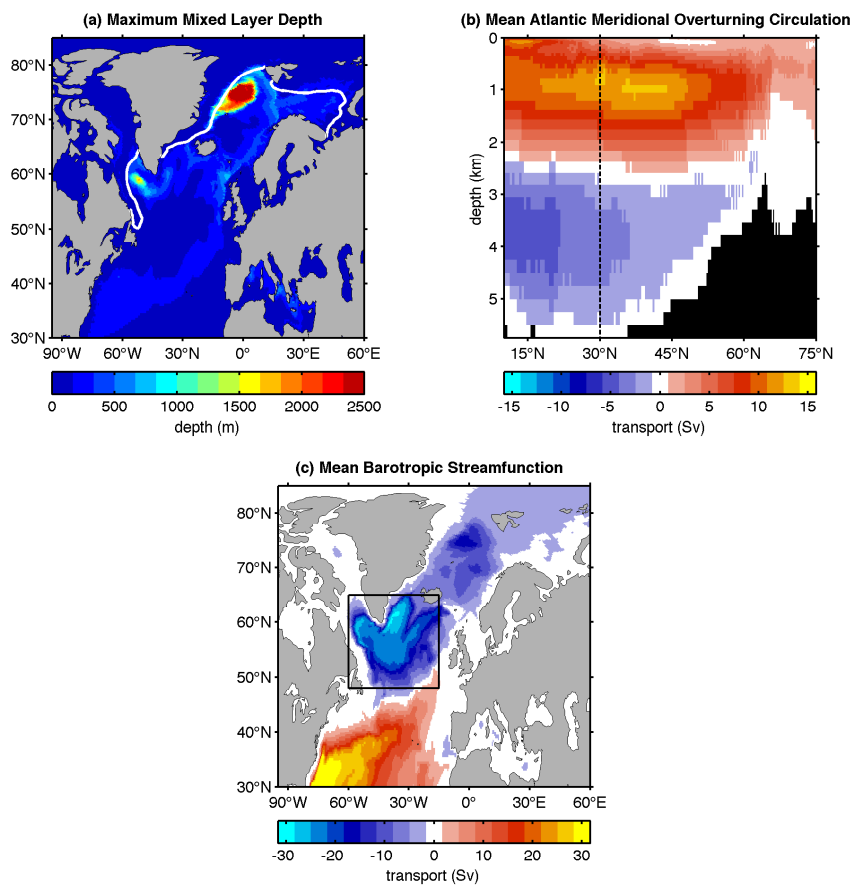 (a) Maximum Mixed Layer Depth
80°N
70°N
60°N
50°N
40°N
30°N
90°W 60°W 30°W 0° 30°E 60°E
0 500 1000 1500 2000 2500
depth (m)
(b) Mean Atlantic Meridional Overturning Circulation
depth (km)
0
1
2
3
4
5
15°N 30°N 45°N 60°N 75°N
-15 -10 -5 0 5 10 15
transport (Sv)
(c) Mean Barotropic Streamfunction
80°N
70°N
60°N
50°N
40°N
30°N
90°W 60°W 30°W 0° 30°E 60°E
-30 -20 -10 0 10 20 30
transport (Sv)